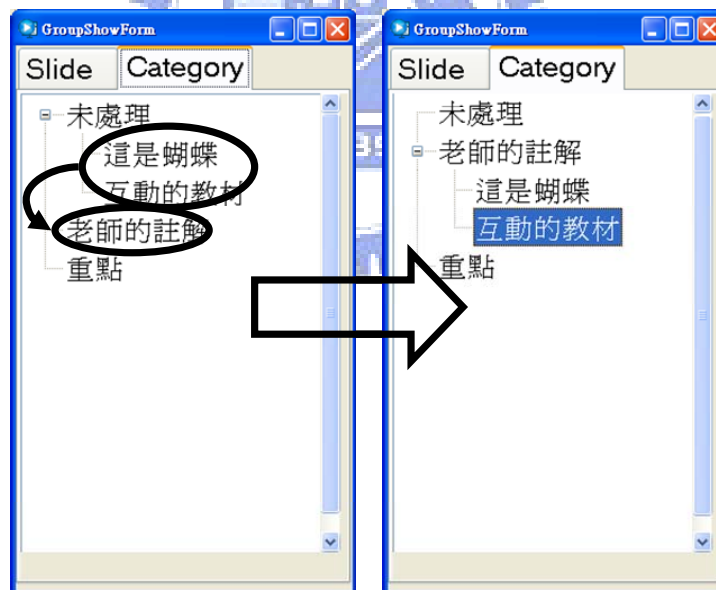 GroupShowForm
Slide Category
未處理
這是蝴蝶
互動的教材
老師的註解
重點
GroupShowForm
Slide Category
未處理
老師的註解
這是蝴蝶
互動的教材
重點